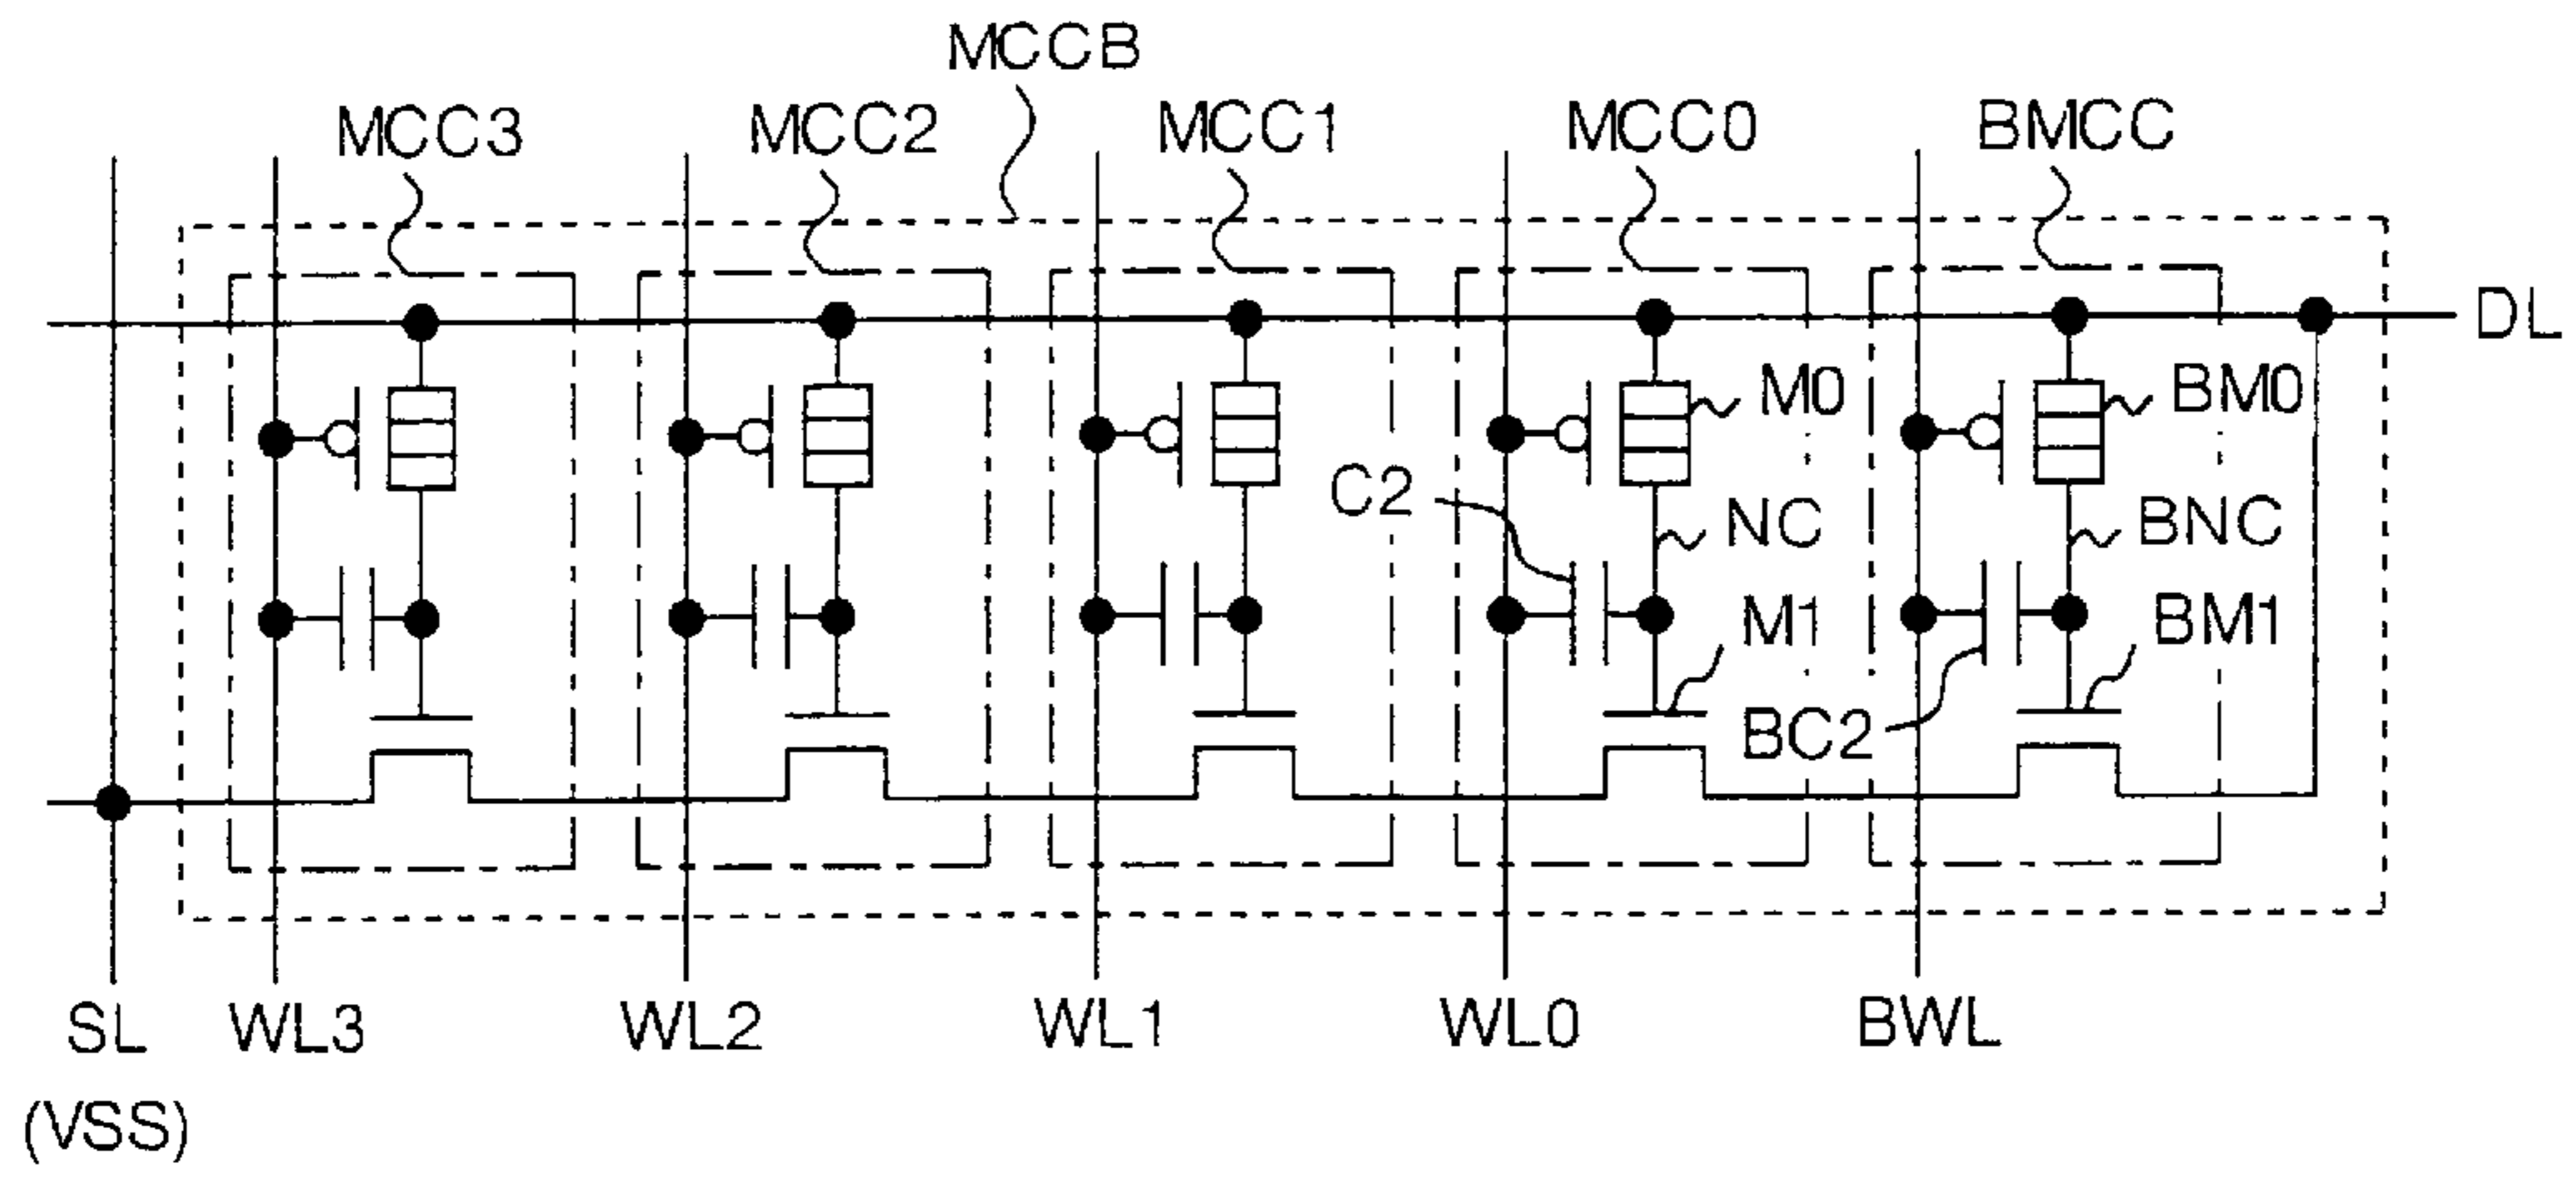 MCCB
MCC3 MCC2 MCC1 MCC0 BMCC
DL
M0 BM0
C2 NC BNC
M1 BM1
BC2
SL WL3 WL2 WL1 WL0 BWL
(VSS)